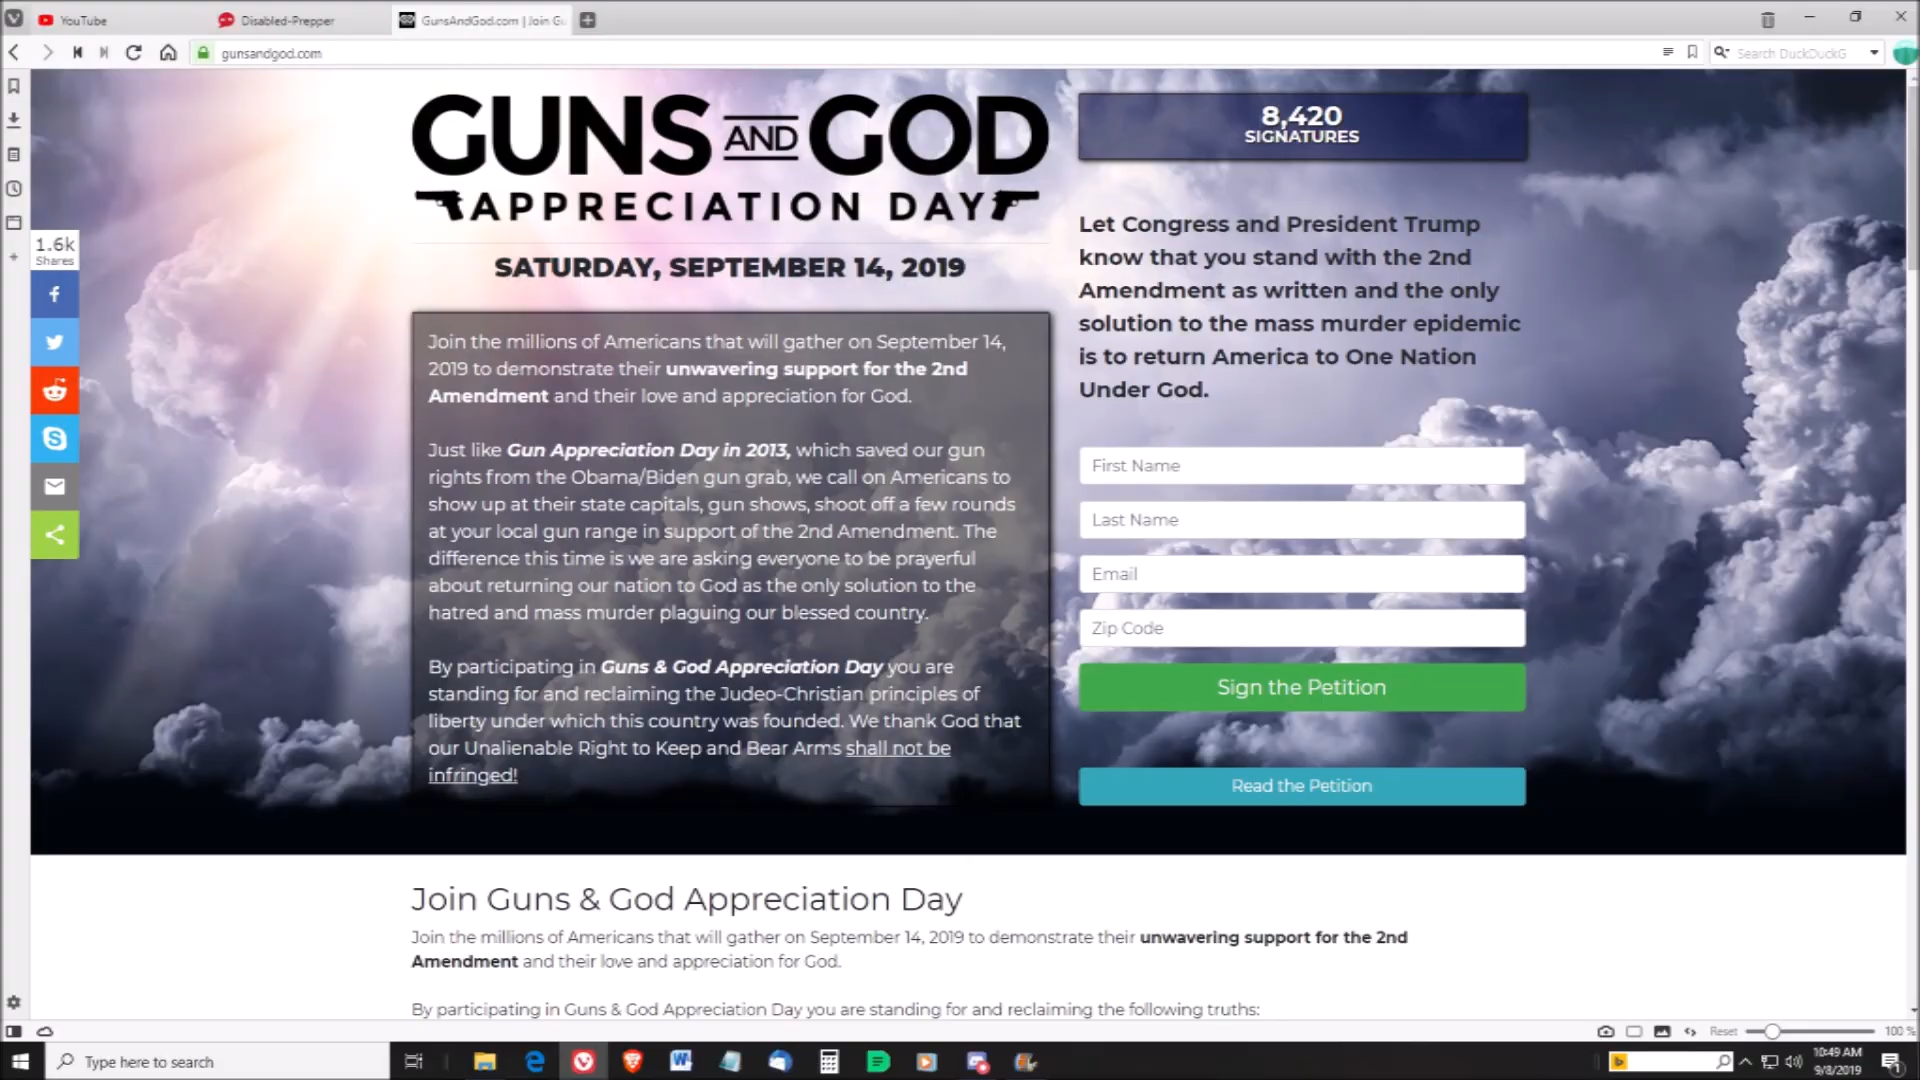 YouTube
Disabled-Prepper
GunsAndGod.com | Join Gu
gunsandgod.com
Search DuckDuckG
GUNS AND GOD
APPRECIATION DAY
SATURDAY, SEPTEMBER 14, 2019
1.6k
Shares
Join the millions of Americans that will gather on September 14,
2019 to demonstrate their unwavering support for the 2nd
Amendment and their love and appreciation for God.
Just like Gun Appreciation Day in 2013, which saved our gun
rights from the Obama/Biden gun grab, we call on Americans to
show up at their state capitals, gun shows, shoot off a few rounds
at your local gun range in support of the 2nd Amendment. The
difference this time is we are asking everyone to be prayerful
about returning our nation to God as the only solution to the
hatred and mass murder plaguing our blessed country.
By participating in Guns & God Appreciation Day you are
standing for and reclaiming the Judeo-Christian principles of
liberty under which this country was founded. We thank God that
our Unalienable Right to Keep and Bear Arms shall not be
infringed!
8,420
SIGNATURES
Let Congress and President Trump
know that you stand with the 2nd
Amendment as written and the only
solution to the mass murder epidemic
is to return America to One Nation
Under God.
First Name
Last Name
Email
Zip Code
Sign the Petition
Read the Petition
Join Guns & God Appreciation Day
Join the millions of Americans that will gather on September 14, 2019 to demonstrate their unwavering support for the 2nd
Amendment and their love and appreciation for God.
By participating in Guns & God Appreciation Day you are standing for and reclaiming the following truths:
Reset
100 %
Type here to search
10:49 AM
9/8/2019